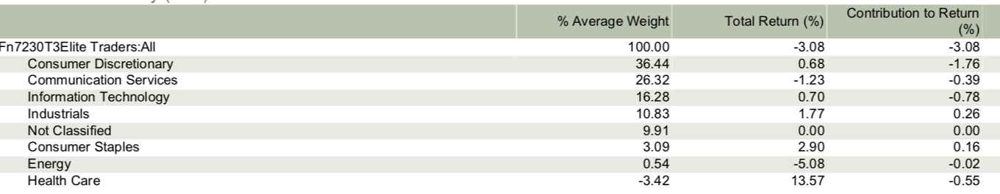 % Average Weight Total Return (%) Contribution to Return (%)
Fn7230T3Elite Traders:All 100.00 -3.08 -3.08
Consumer Discretionary 36.44 0.68 -1.76
Communication Services 26.32 -1.23 -0.39
Information Technology 16.28 0.70 -0.78
Industrials 10.83 1.77 0.26
Not Classified 9.91 0.00 0.00
Consumer Staples 3.09 2.90 0.16
Energy 0.54 -5.08 -0.02
Health Care -3.42 13.57 -0.55